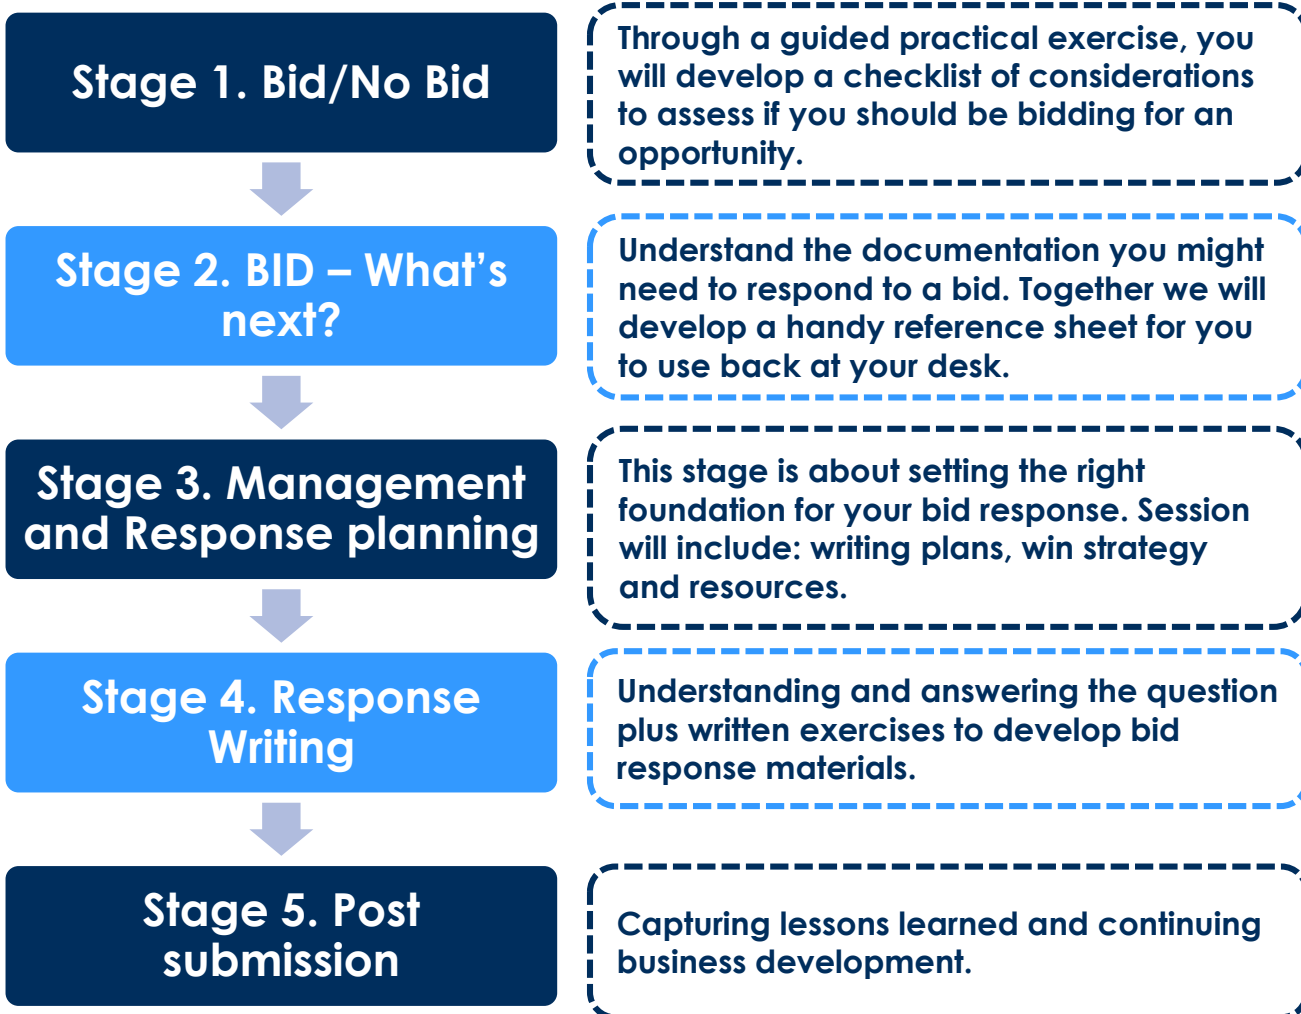 Stage 1. Bid/No Bid
Through a guided practical exercise, you
will develop a checklist of considerations
to assess if you should be bidding for an
opportunity.
Stage 2. BID – What's
next?
Understand the documentation you might
need to respond to a bid. Together we will
develop a handy reference sheet for you
to use back at your desk.
Stage 3. Management
and Response planning
This stage is about setting the right
foundation for your bid response. Session
will include: writing plans, win strategy
and resources.
Stage 4. Response
Writing
Understanding and answering the question
plus written exercises to develop bid
response materials.
Stage 5. Post
submission
Capturing lessons learned and continuing
business development.